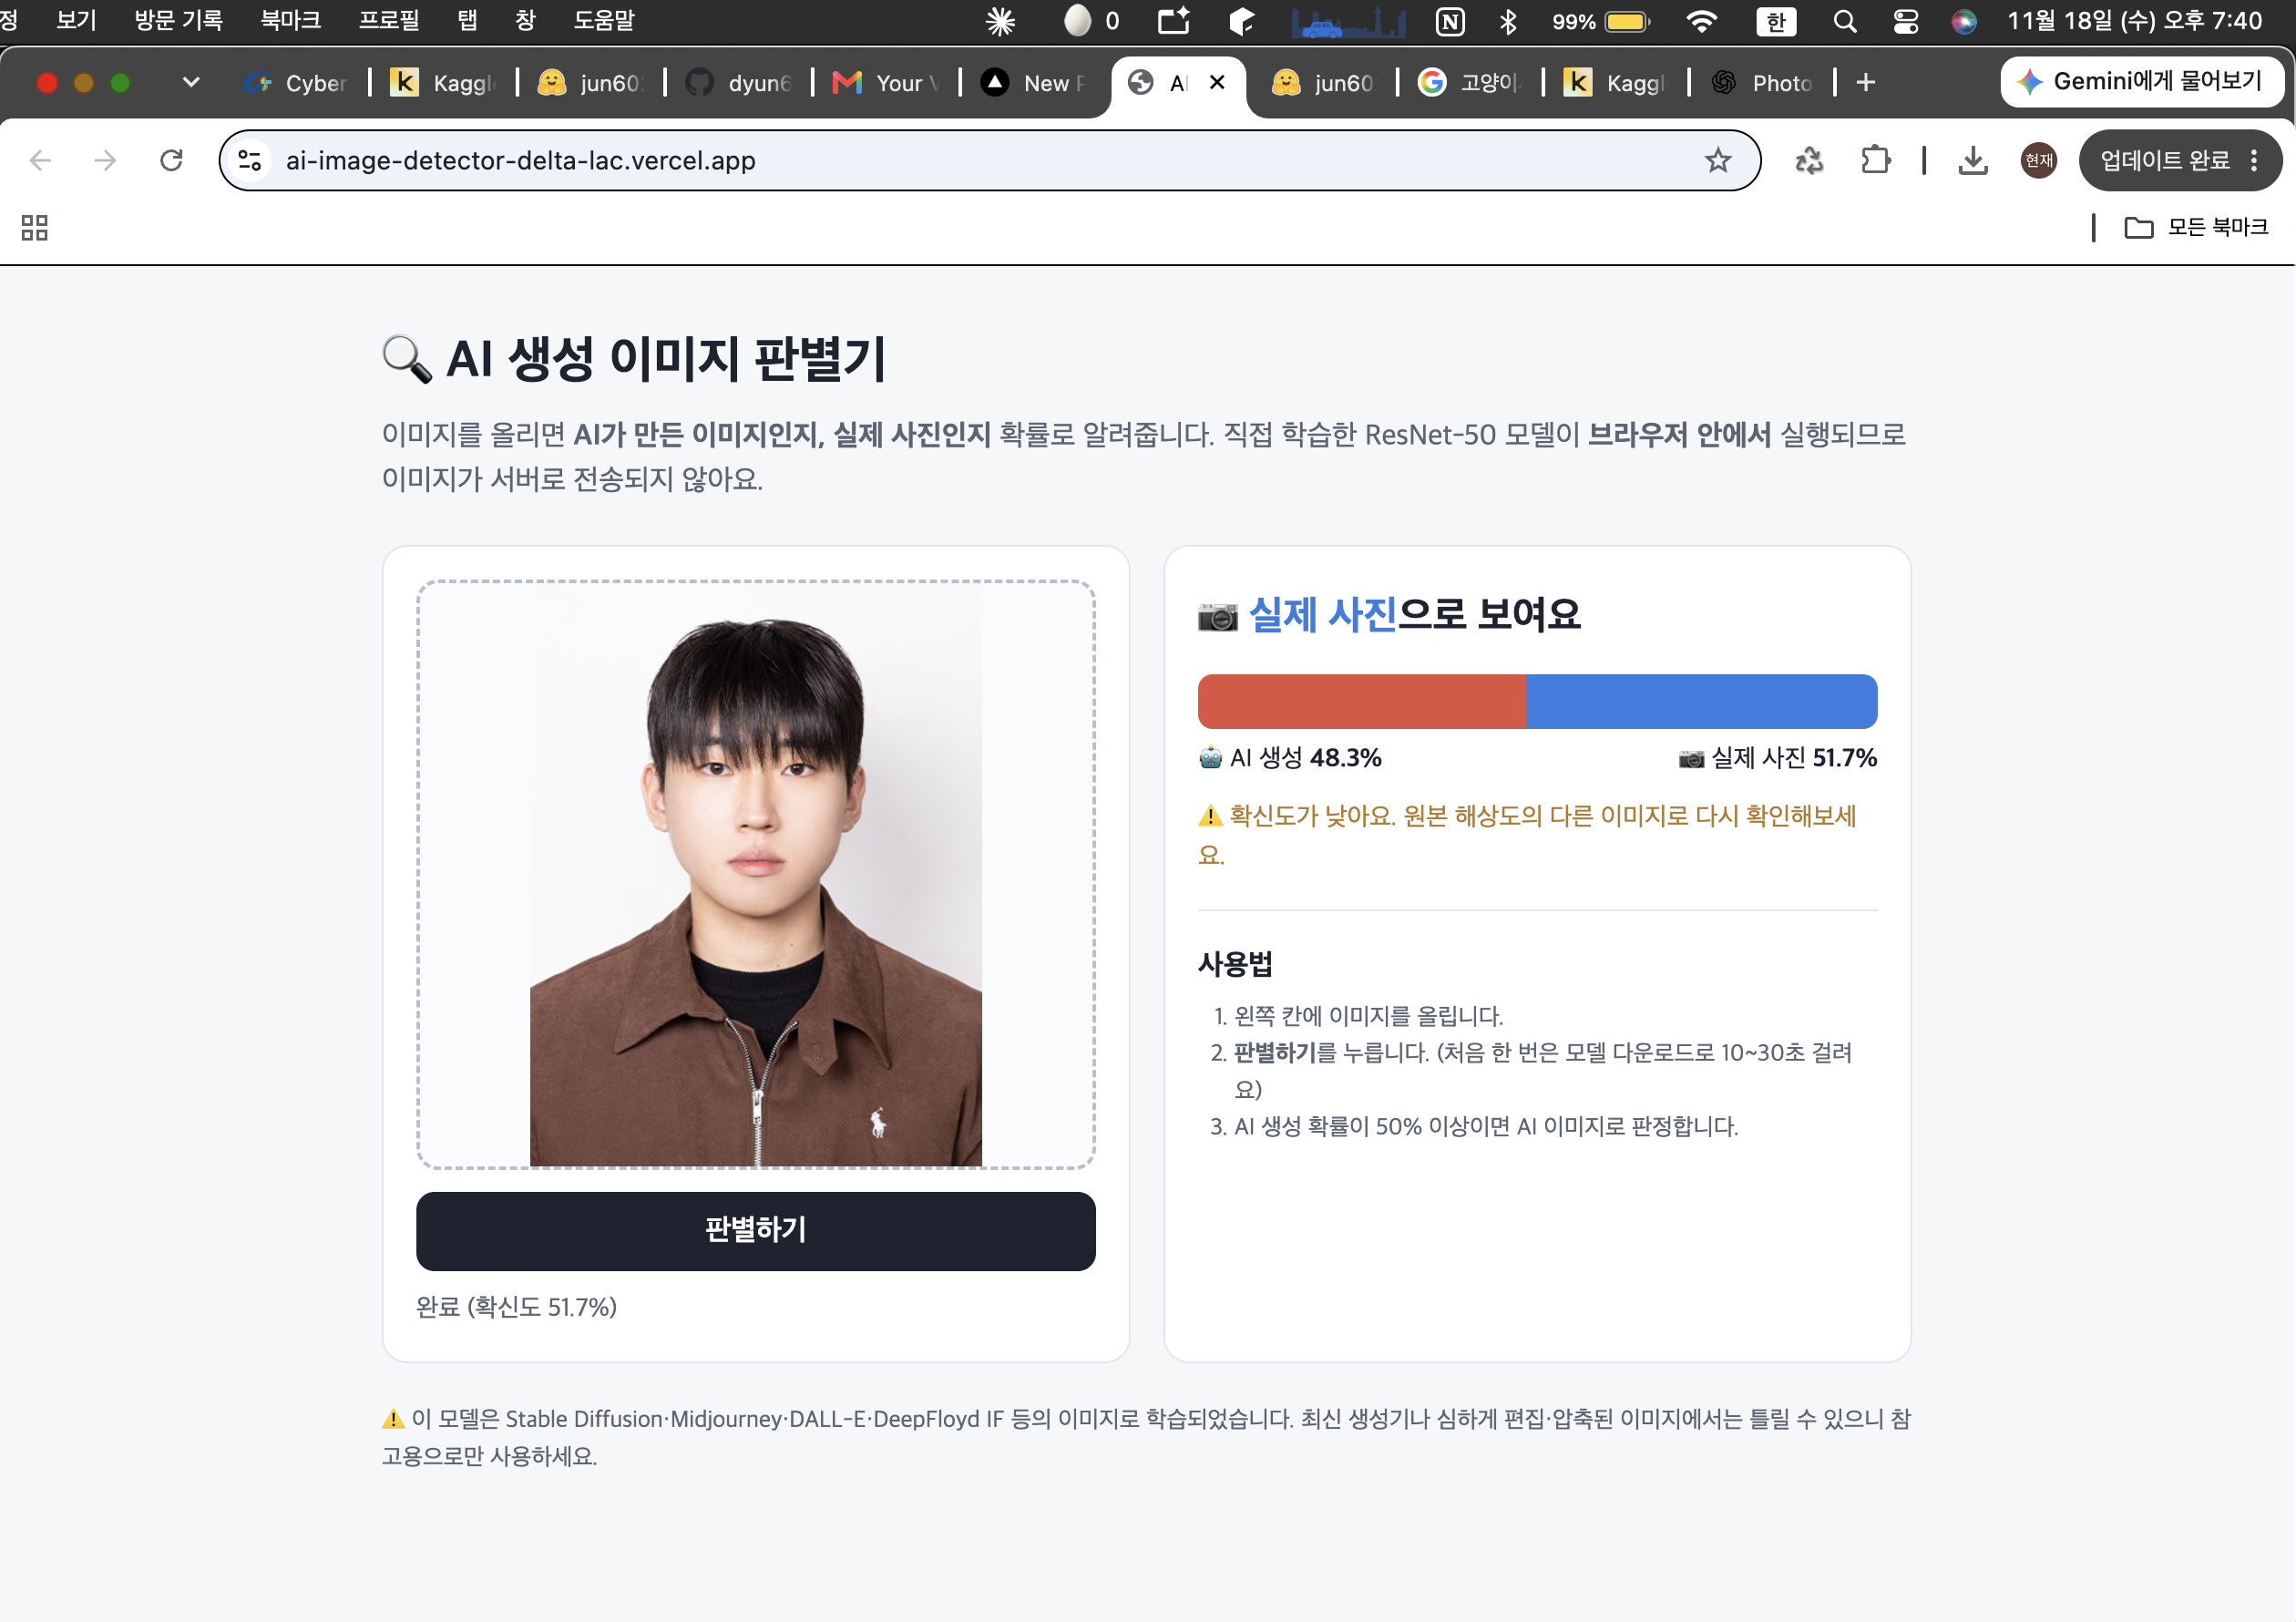 정 보기 방문 기록 북마크 프로필 탭 창 도움말 0 N 99% 한 11월 18일 (수) 오후 7:40
Cyber k Kaggl jun60 dyun6 Your New AI jun60 고양이 k Kaggl Photo Gemini에게 물어보기
ai-image-detector-delta-lac.vercel.app 현재 업데이트 완료
모든 북마크
AI 생성 이미지 판별기
이미지를 올리면 AI가 만든 이미지인지, 실제 사진인지 확률로 알려줍니다. 직접 학습한 ResNet-50 모델이 브라우저 안에서 실행되므로
이미지가 서버로 전송되지 않아요.
판별하기
완료 (확신도 51.7%)
실제 사진으로 보여요
AI 생성 48.3% 실제 사진 51.7%
확신도가 낮아요. 원본 해상도의 다른 이미지로 다시 확인해보세
요.
사용법
1. 왼쪽 칸에 이미지를 올립니다.
2. 판별하기를 누릅니다. (처음 한 번은 모델 다운로드로 10~30초 걸려
요)
3. AI 생성 확률이 50% 이상이면 AI 이미지로 판정합니다.
이 모델은 Stable Diffusion·Midjourney·DALL-E·DeepFloyd IF 등의 이미지로 학습되었습니다. 최신 생성기나 심하게 편집·압축된 이미지에서는 틀릴 수 있으니 참
고용으로만 사용하세요.